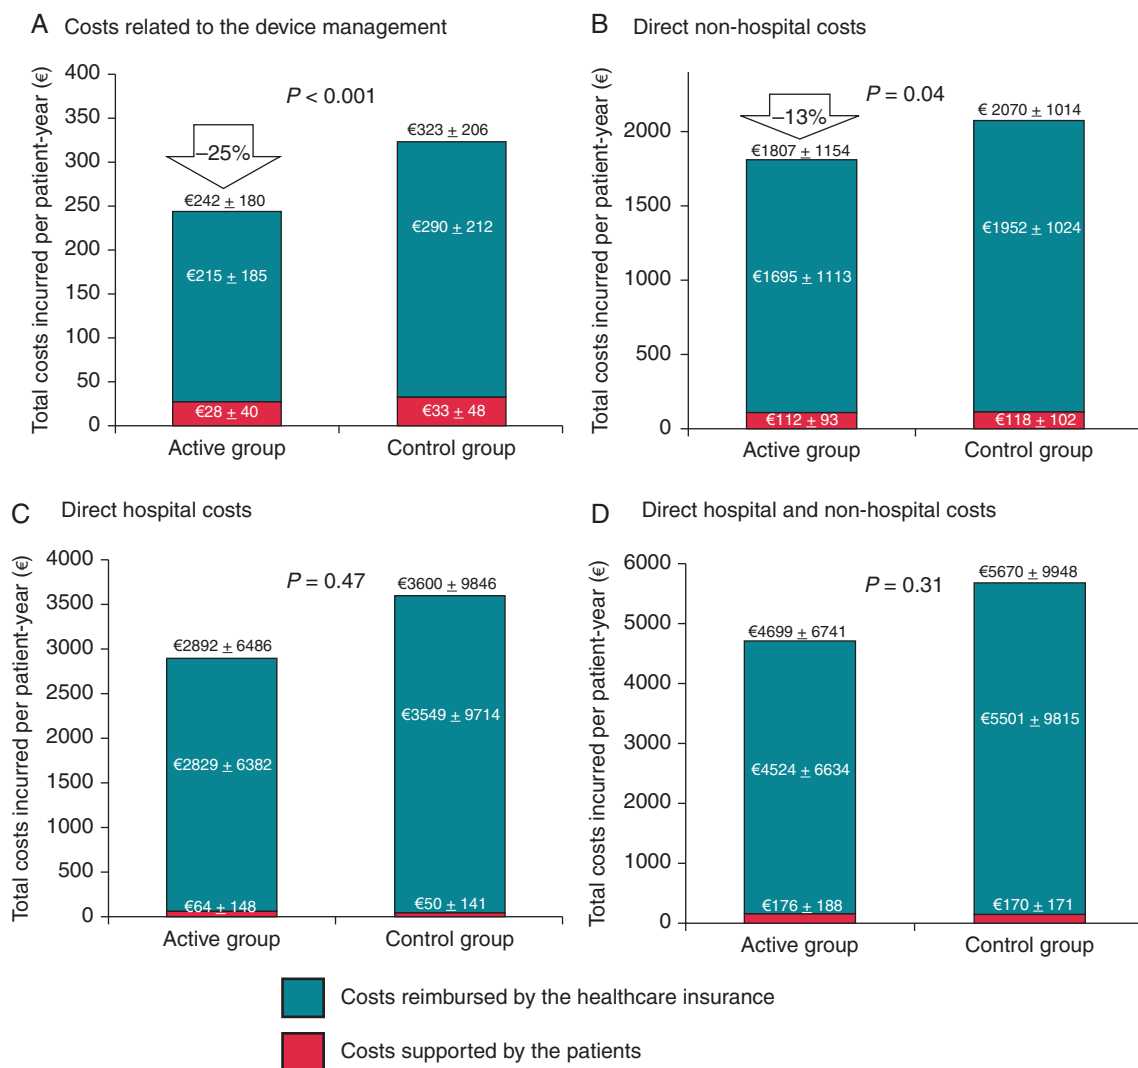 A Costs related to the device management
Total costs incurred per patient-year (€)
400
350
300
250
200
150
100
50
0
P < 0.001
–25%
€242 ± 180
€215 ± 185
€28 ± 40
€323 ± 206
€290 ± 212
€33 ± 48
Active group
Control group
B Direct non-hospital costs
Total costs incurred per patient-year (€)
2000
1500
1000
500
0
P = 0.04
–13%
€1807 ± 1154
€1695 ± 1113
€112 ± 93
€ 2070 ± 1014
€1952 ± 1024
€118 ± 102
Active group
Control group
C Direct hospital costs
Total costs incurred per patient-year (€)
4000
3500
3000
2500
2000
1500
1000
500
0
P = 0.47
€2892 ± 6486
€2829 ± 6382
€64 ± 148
€3600 ± 9846
€3549 ± 9714
€50 ± 141
Active group
Control group
D Direct hospital and non-hospital costs
Total costs incurred per patient-year (€)
6000
5000
4000
3000
2000
1000
0
P = 0.31
€4699 ± 6741
€4524 ± 6634
€176 ± 188
€5670 ± 9948
€5501 ± 9815
€170 ± 171
Active group
Control group
Costs reimbursed by the healthcare insurance
Costs supported by the patients